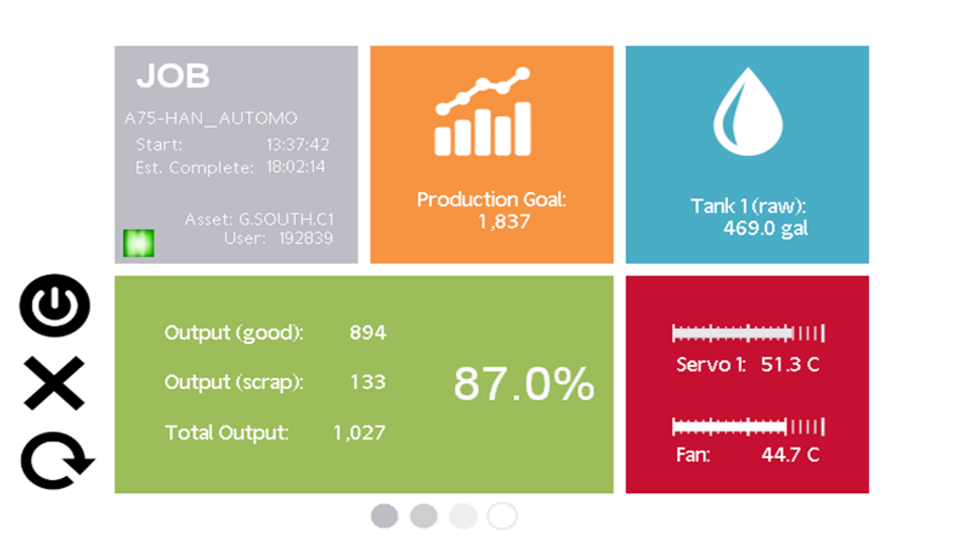 JOB
A75-HAN_AUTOMO
Start: 13:37:42
Est. Complete: 18:02:14
Asset: G.SOUTH.C1
User: 192839
Production Goal:
1,837
Tank 1 (raw):
469.0 gal
Output (good): 894
Output (scrap): 133
Total Output: 1,027
87.0%
Servo 1: 51.3 C
Fan: 44.7 C